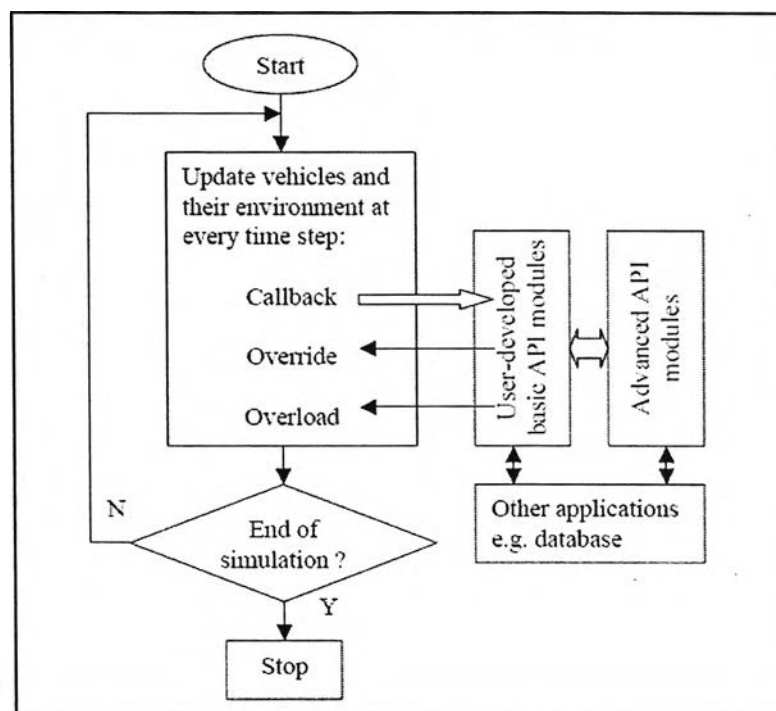 Start
Update vehicles and
their environment at
every time step:
Callback
Override
Overload
User-developed
basic API modules
Advanced API
modules
Other applications
e.g. database
N
End of
simulation ?
Y
Stop